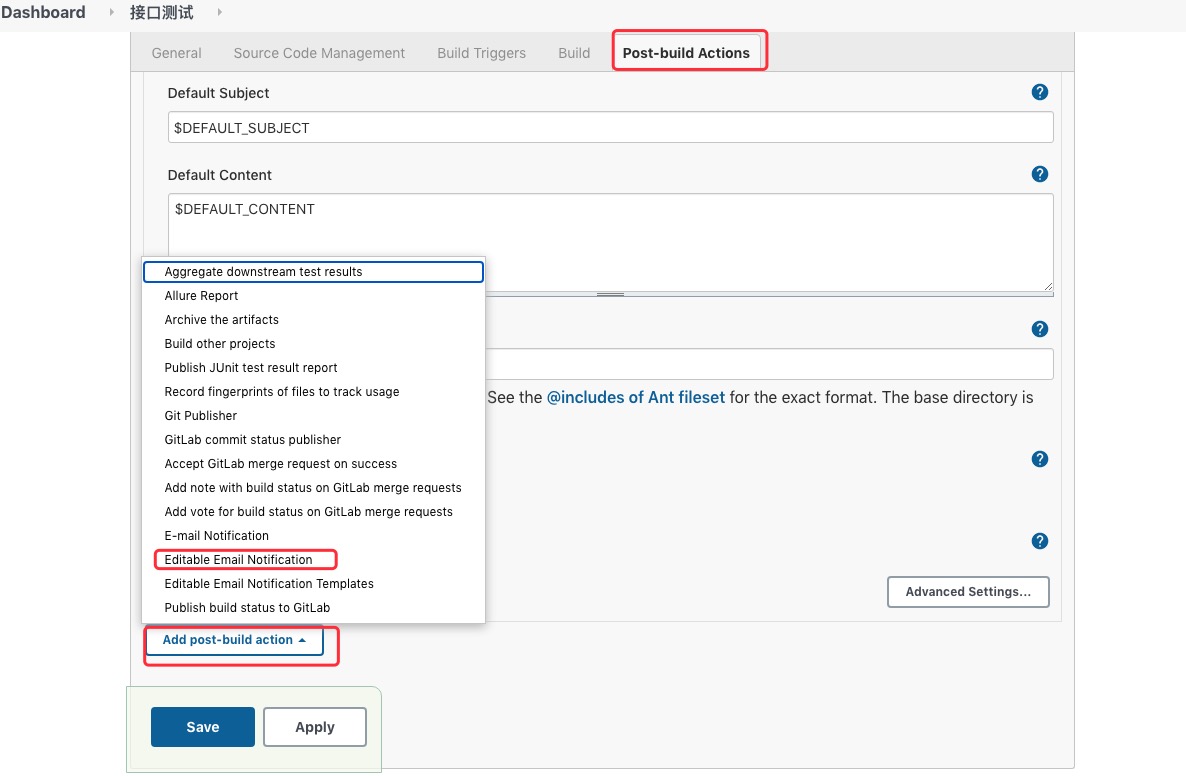 Dashboard
接口测试
General
Source Code Management
Build Triggers
Build
Post-build Actions
Default Subject
?
$DEFAULT_SUBJECT
Default Content
?
$DEFAULT_CONTENT
Aggregate downstream test results
Allure Report
Archive the artifacts
?
Build other projects
Publish JUnit test result report
Record fingerprints of files to track usage
See the @includes of Ant fileset for the exact format. The base directory is
Git Publisher
GitLab commit status publisher
Accept GitLab merge request on success
?
Add note with build status on GitLab merge requests
Add vote for build status on GitLab merge requests
E-mail Notification
?
Editable Email Notification
Editable Email Notification Templates
Advanced Settings...
Publish build status to GitLab
Add post-build action
Save
Apply